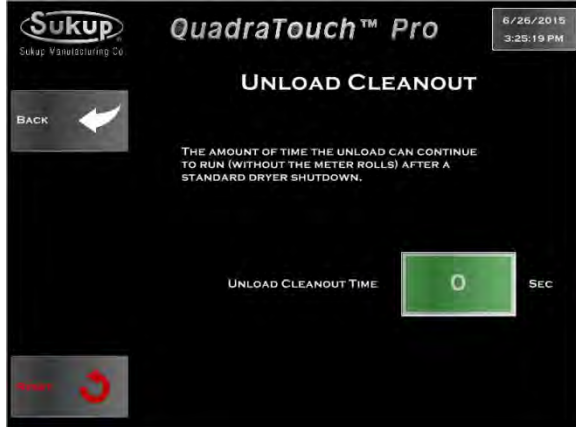 Sukup
Sukup Manufacturing Co.
QuadraTouch™ Pro
6/26/2015
3:25:19 PM
UNLOAD CLEANOUT
BACK
THE AMOUNT OF TIME THE UNLOAD CAN CONTINUE
TO RUN (WITHOUT THE METER ROLLS) AFTER A
STANDARD DRYER SHUTDOWN.
UNLOAD CLEANOUT TIME
0
SEC